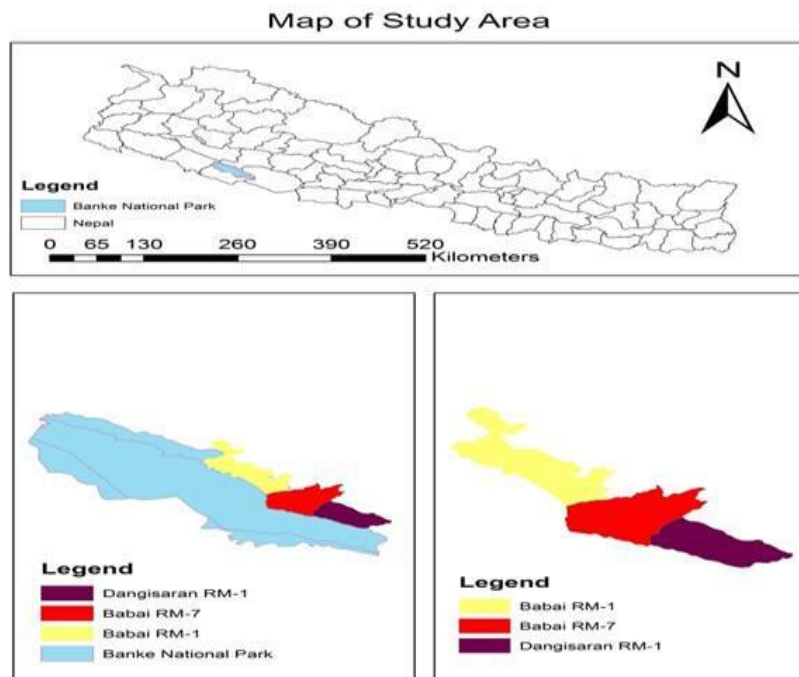 Map of Study Area
N
Legend
Banke National Park
Nepal
0 65 130 260 390 520
Kilometers
Legend
Dangisaran RM-1
Babai RM-7
Babai RM-1
Banke National Park
Legend
Babai RM-1
Babai RM-7
Dangisaran RM-1